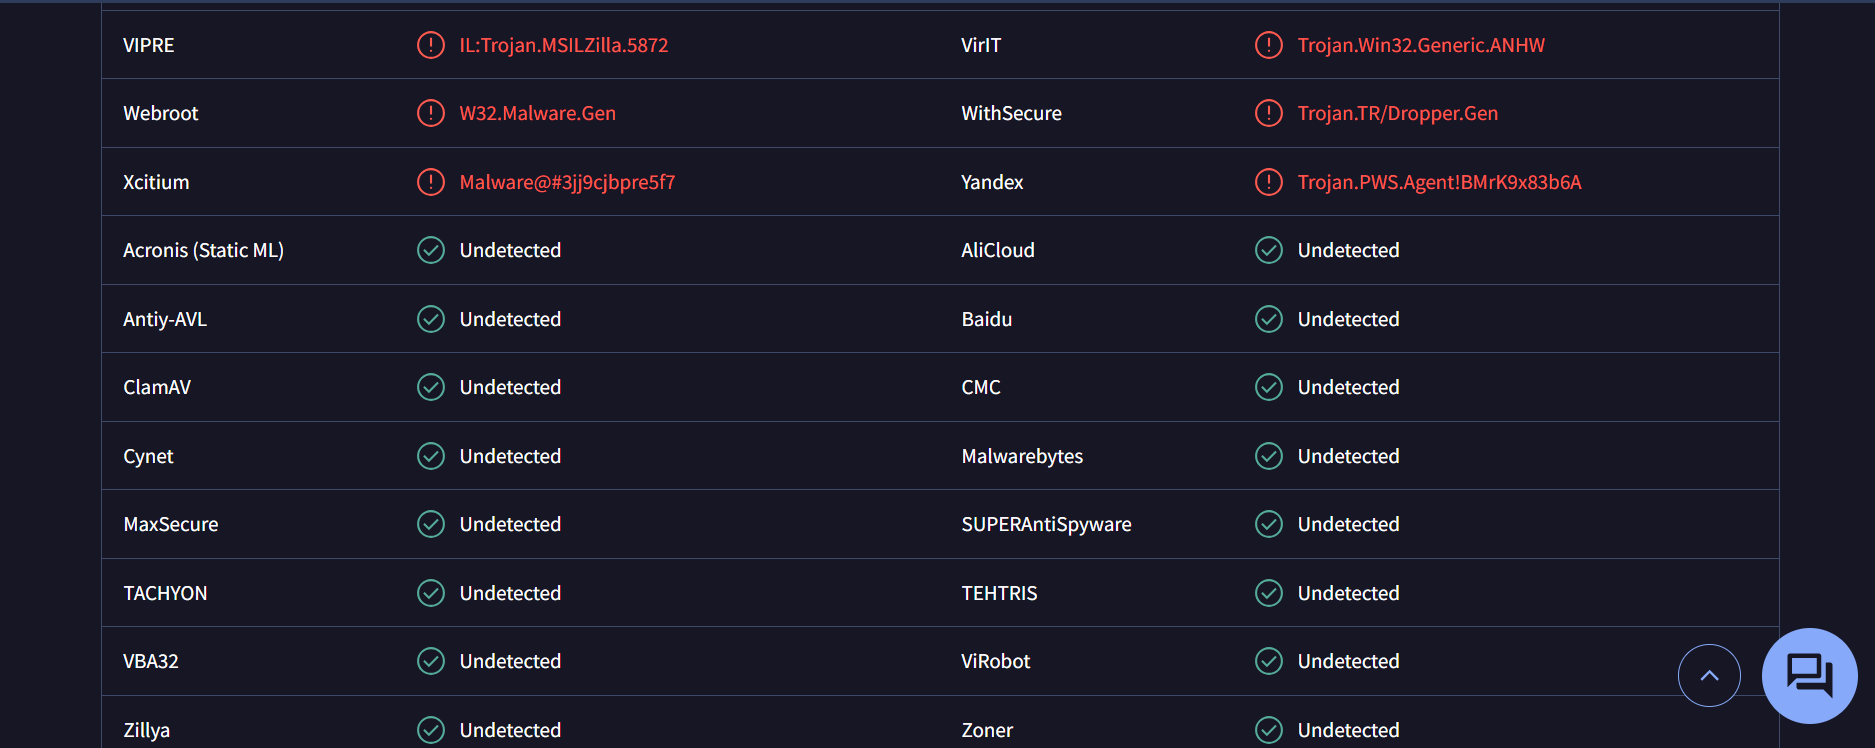 VIPRE IL:Trojan.MSILZilla.5872 VirIT Trojan.Win32.Generic.ANHW
Webroot W32.Malware.Gen WithSecure Trojan.TR/Dropper.Gen
Xcitium Malware@#3jj9cjbpre5f7 Yandex Trojan.PWS.Agent!BMrK9x83b6A
Acronis (Static ML) Undetected AliCloud Undetected
Antiy-AVL Undetected Baidu Undetected
ClamAV Undetected CMC Undetected
Cynet Undetected Malwarebytes Undetected
MaxSecure Undetected SUPERAntiSpyware Undetected
TACHYON Undetected TEHTRIS Undetected
VBA32 Undetected ViRobot Undetected
Zillya Undetected Zoner Undetected